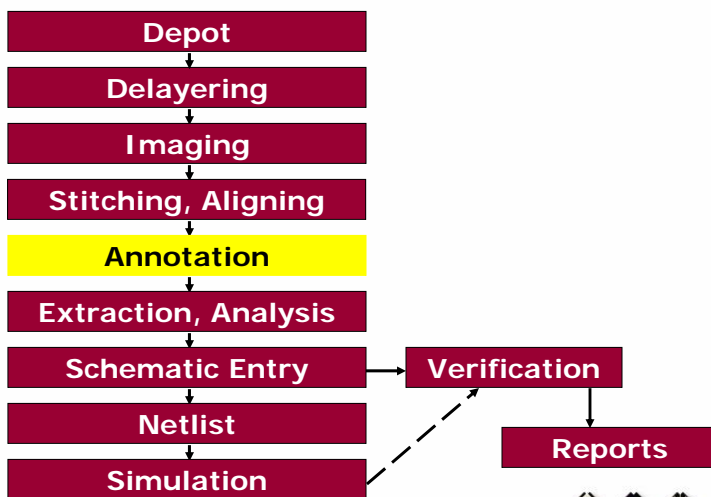 Depot
Delayering
Imaging
Stitching, Aligning
Annotation
Extraction, Analysis
Schematic Entry
Verification
Netlist
Reports
Simulation